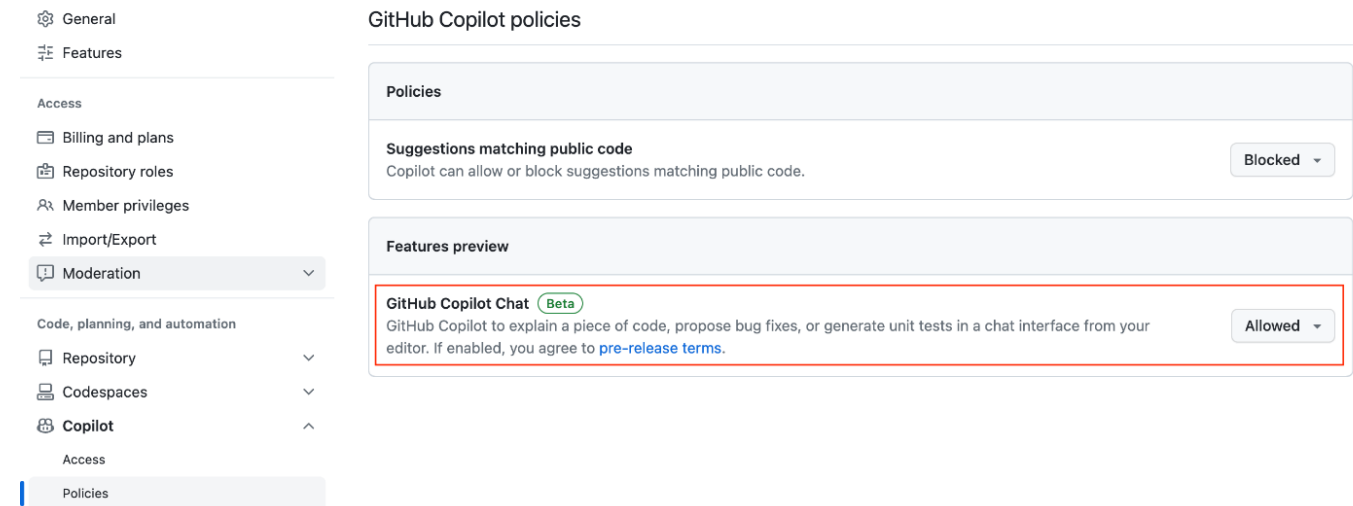 General
Features
Access
Billing and plans
Repository roles
Member privileges
Import/Export
Moderation
Code, planning, and automation
Repository
Codespaces
Copilot
Access
Policies
GitHub Copilot policies
Policies
Suggestions matching public code
Copilot can allow or block suggestions matching public code.
Blocked
Features preview
GitHub Copilot Chat Beta
GitHub Copilot to explain a piece of code, propose bug fixes, or generate unit tests in a chat interface from your
editor. If enabled, you agree to pre-release terms.
Allowed